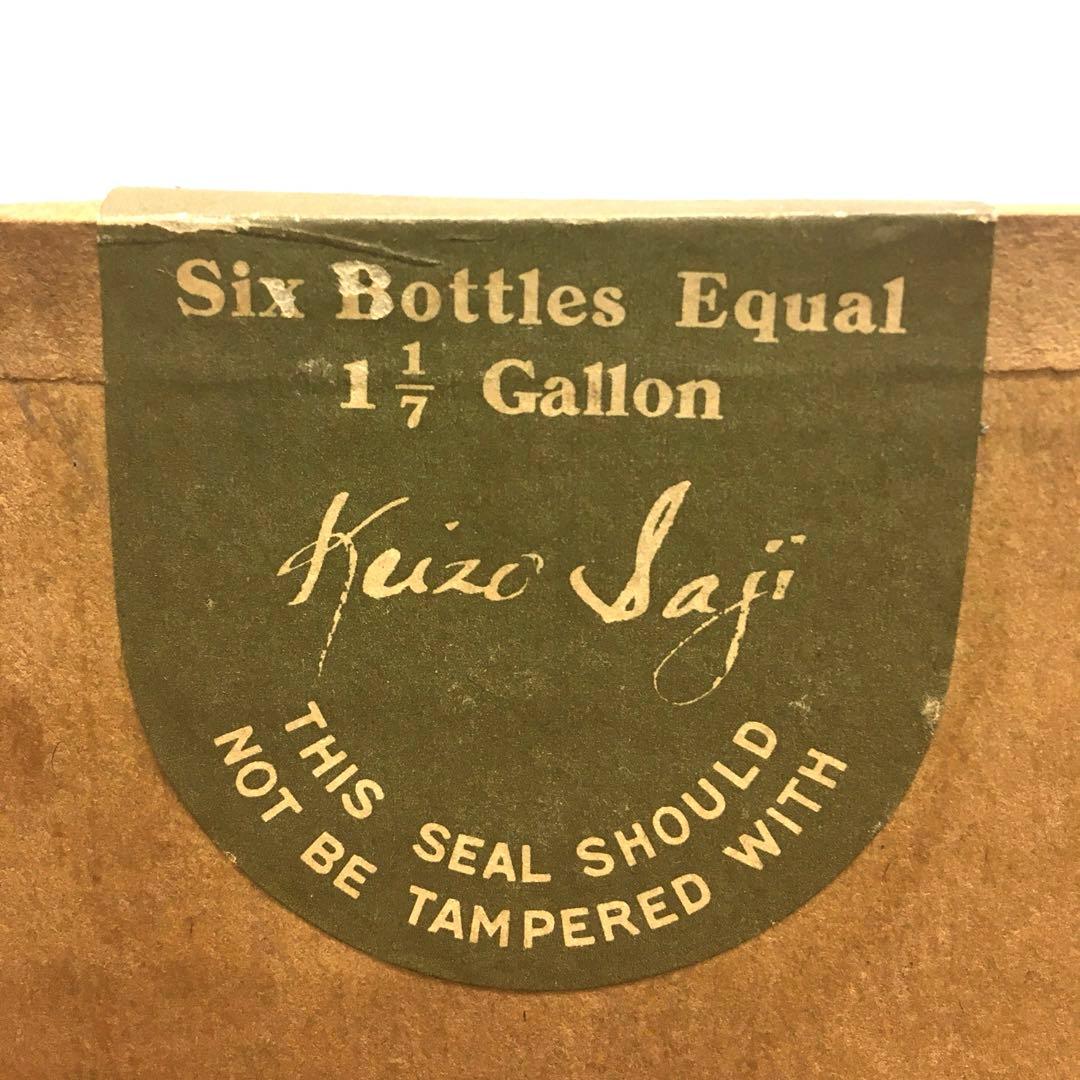 Six Bottles Equal
1 1/7 Gallon
Keizo Saji
THIS SEAL SHOULD
NOT BE TAMPERED WITH